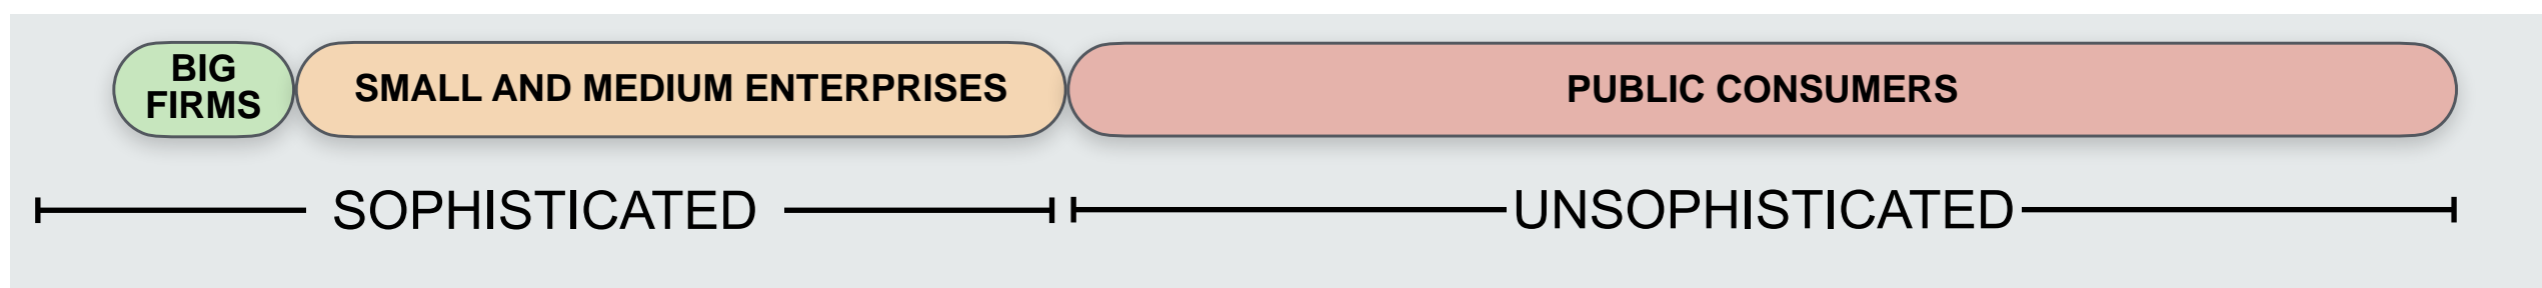 BIG
FIRMS
SMALL AND MEDIUM ENTERPRISES
PUBLIC CONSUMERS
SOPHISTICATED
UNSOPHISTICATED